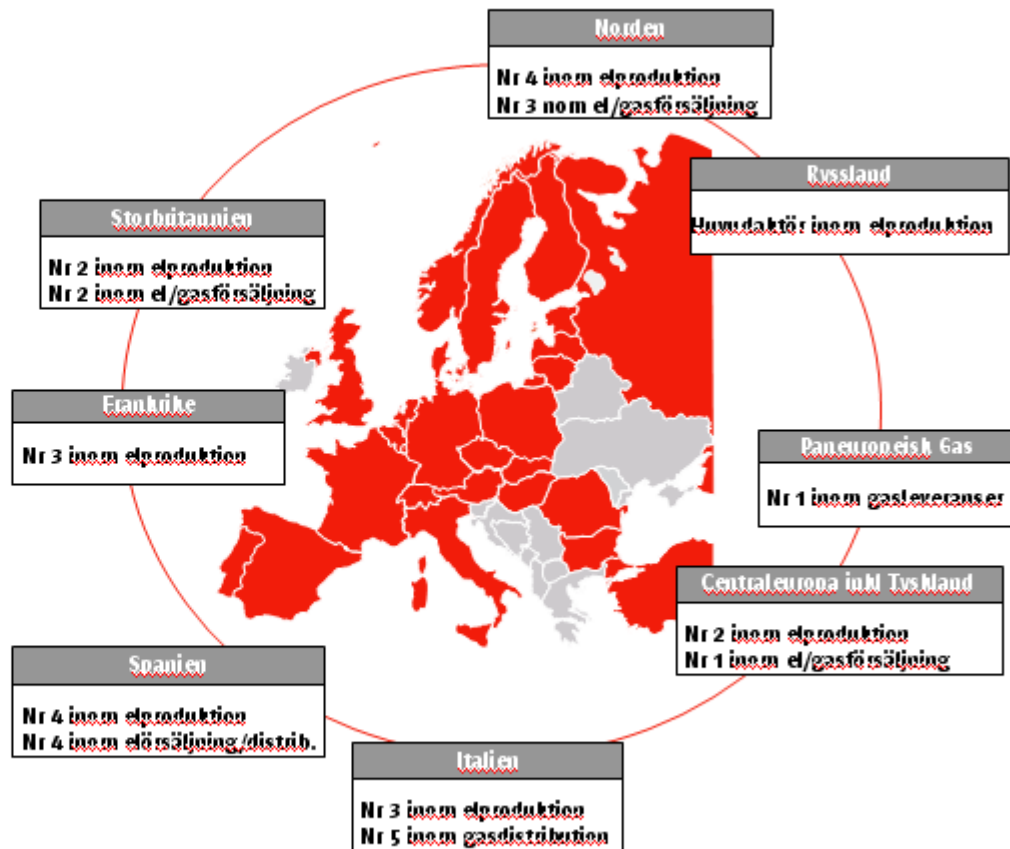 Norden
Nr 4 inom elproduktion
Nr 3 nom el/gasförsäljning
Ryssland
Huvudaktör inom elproduktion
Storbritannien
Nr 2 inom elproduktion
Nr 2 inom el/gasförsäljning
Frankrike
Nr 3 inom elproduktion
Paneuropeisk Gas
Nr 1 inom gasleveranser
Centraleuropa inkl Tyskland
Nr 2 inom elproduktion
Nr 1 inom el/gasförsäljning
Spanien
Nr 4 inom elproduktion
Nr 4 inom elörsäljning/distrib.
Italien
Nr 3 inom elproduktion
Nr 5 inom gasdistribution